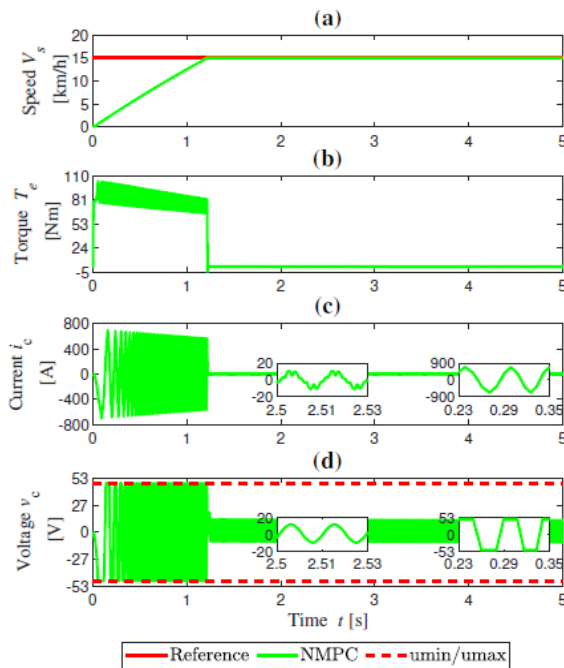 (a)
Speed V_s
[km/h]
20
15
10
5
0
0 1 2 3 4 5
(b)
Torque T_e
[Nm]
110
81
53
24
-5
0 1 2 3 4 5
(c)
Current i_c
[A]
800
400
0
-400
-800
20
0
-20
2.5 2.51 2.53
900
0
-900
0.23 0.29 0.35
0 1 2 3 4 5
(d)
Voltage v_c
[V]
53
27
0
-27
-53
20
0
-20
2.5 2.51 2.53
53
0
-53
0.23 0.29 0.35
0 1 2 3 4 5
Time t [s]
Reference NMPC umin/umax